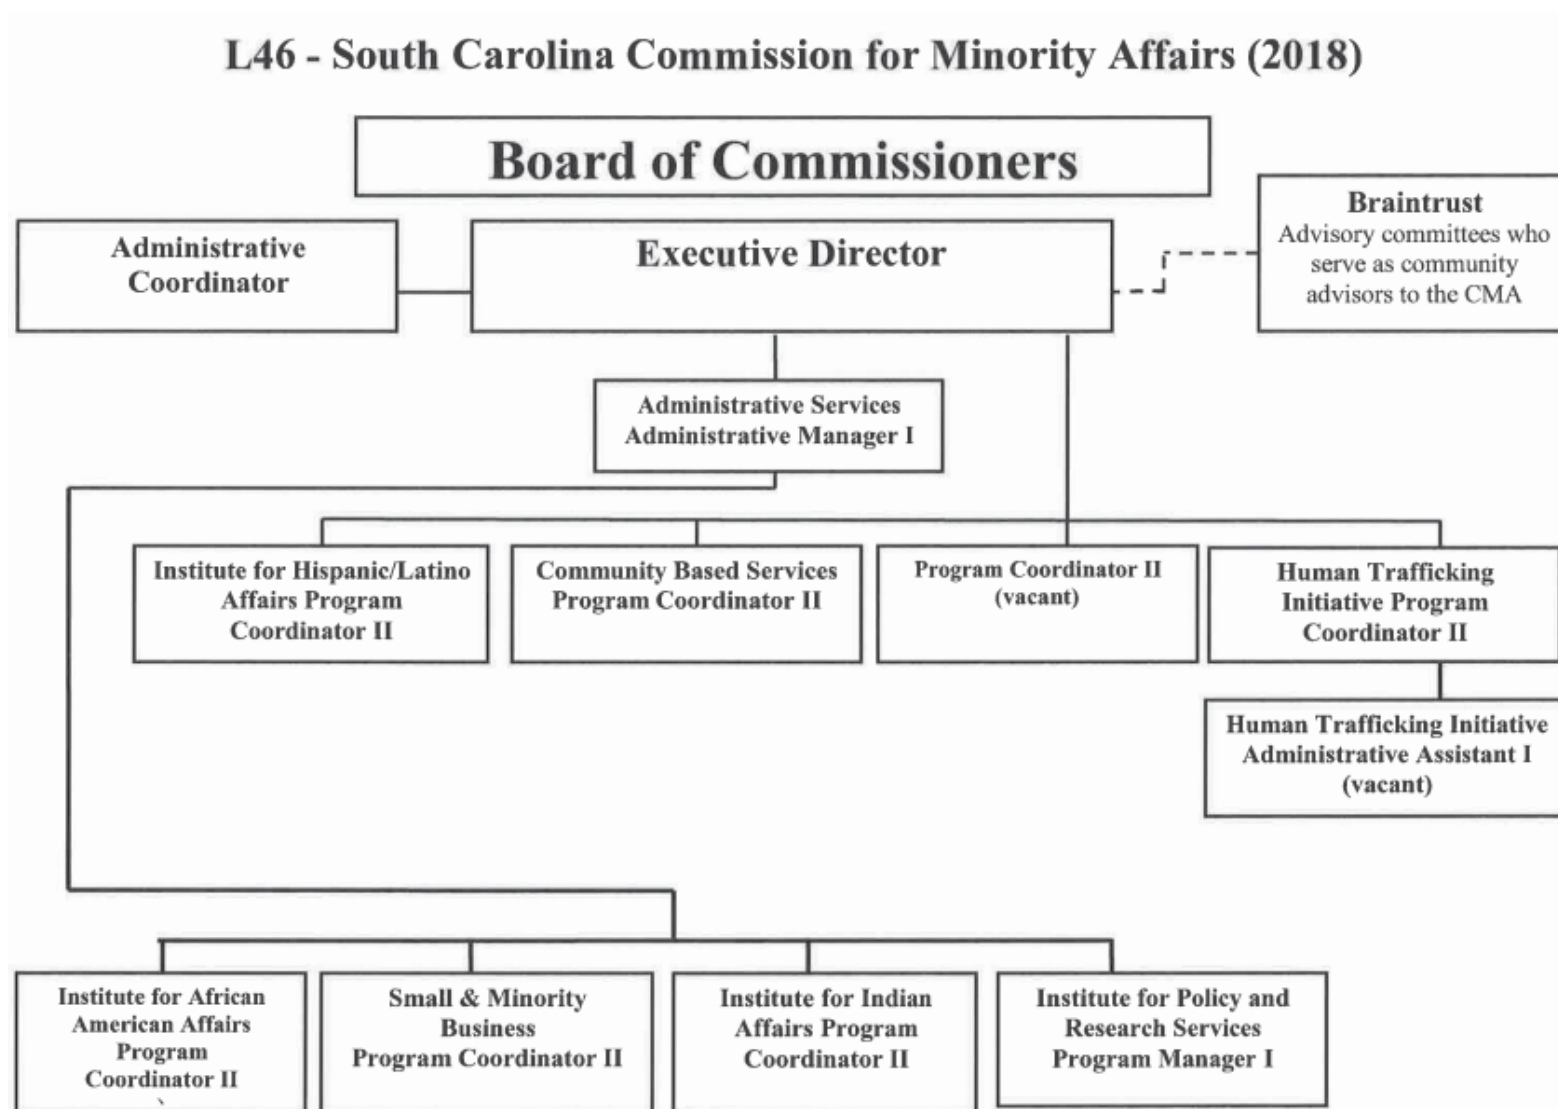 L46 - South Carolina Commission for Minority Affairs (2018)
Board of Commissioners
Administrative
Coordinator
Executive Director
Braintrust
Advisory committees who
serve as community
advisors to the CMA
Administrative Services
Administrative Manager I
Institute for Hispanic/Latino
Affairs Program
Coordinator II
Community Based Services
Program Coordinator II
Program Coordinator II
(vacant)
Human Trafficking
Initiative Program
Coordinator II
Human Trafficking Initiative
Administrative Assistant I
(vacant)
Institute for African
American Affairs
Program
Coordinator II
Small & Minority
Business
Program Coordinator II
Institute for Indian
Affairs Program
Coordinator II
Institute for Policy and
Research Services
Program Manager I